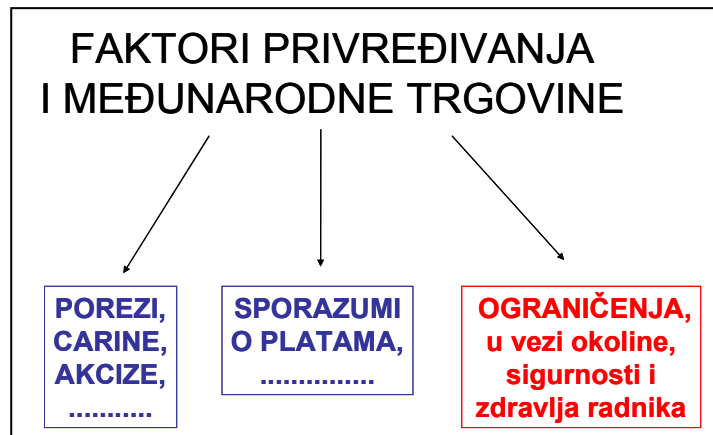 FAKTORI PRIVREĐIVANJA
I MEĐUNARODNE TRGOVINE
POREZI,
CARINE,
AKCIZE,
...........
SPORAZUMI
O PLATAMA,
...............
OGRANIČENJA,
u vezi okoline,
sigurnosti i
zdravlja radnika